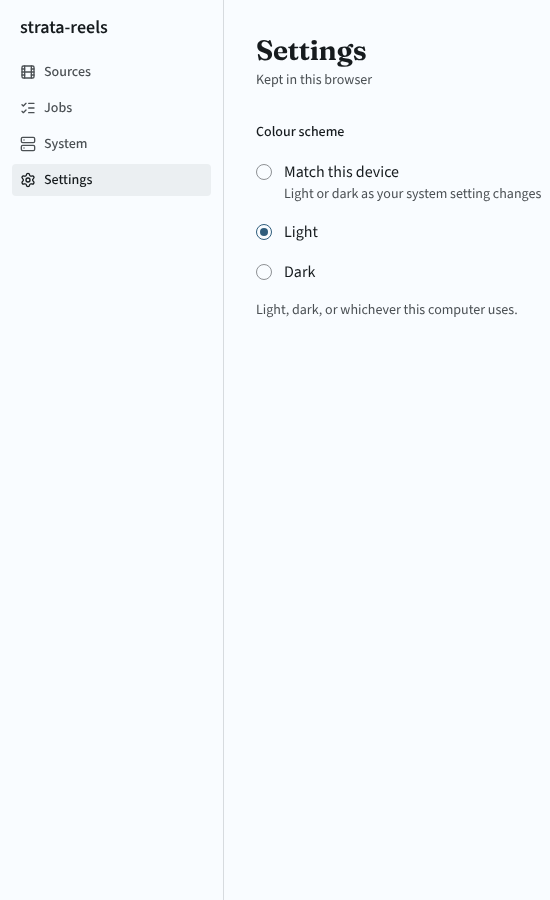 strata-reels
Sources
Jobs
System
Settings
Settings
Kept in this browser
Colour scheme
Match this device
Light or dark as your system setting changes
Light
Dark
Light, dark, or whichever this computer uses.